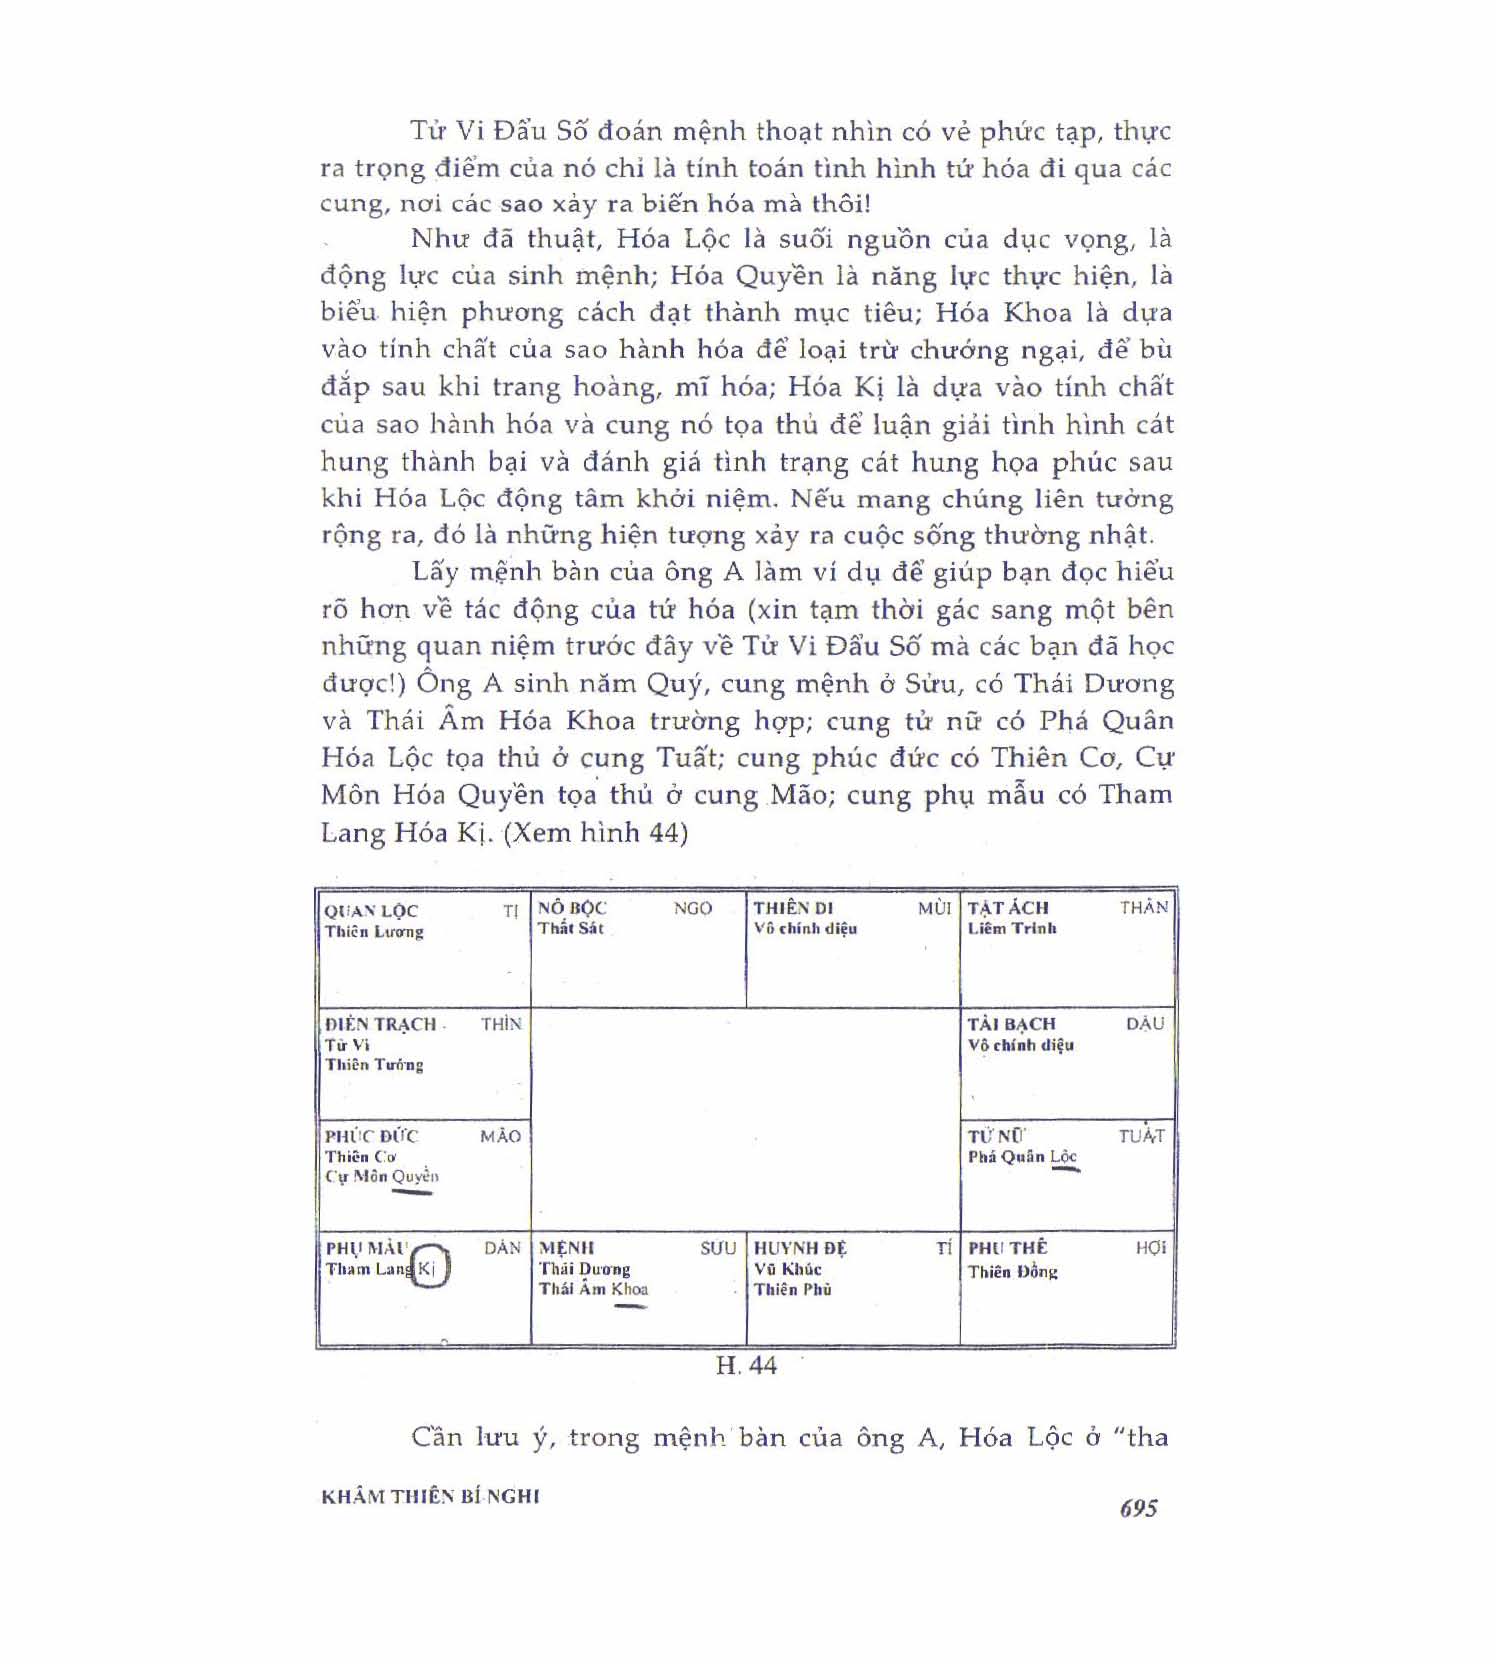 Tử Vi Đẩu Số đoán mệnh thoạt nhìn có vẻ phức tạp, thực
ra trọng điểm của nó chỉ là tính toán tình hình tứ hóa đi qua các
cung, nơi các sao xảy ra biến hóa mà thôi!
Như đã thuật, Hóa Lộc là suối nguồn của dục vọng, là
động lực của sinh mệnh; Hóa Quyền là năng lực thực hiện, là
biểu hiện phương cách đạt thành mục tiêu; Hóa Khoa là dựa
vào tính chất của sao hành hóa để loại trừ chướng ngại, để bù
đắp sau khi trang hoàng, mĩ hóa; Hóa Kị là dựa vào tính chất
của sao hành hóa và cung nó tọa thủ để luận giải tình hình cát
hung thành bại và đánh giá tình trạng cát hung họa phúc sau
khi Hóa Lộc động tâm khởi niệm. Nếu mang chúng liên tưởng
rộng ra, đó là những hiện tượng xảy ra cuộc sống thường nhật.
Lấy mệnh bàn của ông A làm ví dụ để giúp bạn đọc hiểu
rõ hơn về tác động của tứ hóa (xin tạm thời gác sang một bên
những quan niệm trước đây về Tử Vi Đẩu Số mà các bạn đã học
được!) Ông A sinh năm Quý, cung mệnh ở Sửu, có Thái Dương
và Thái Âm Hóa Khoa trường hợp; cung tử nữ có Phá Quân
Hóa Lộc tọa thủ ở cung Tuất; cung phúc đức có Thiên Cơ, Cự
Môn Hóa Quyền tọa thủ ở cung Mão; cung phụ mẫu có Tham
Lang Hóa Kị. (Xem hình 44)
QUAN LỘC TỊ NÔ BỘC NGỌ THIÊN DI MÙI TẬT ÁCH THÂN
Thiên Lương Thất Sát Vô chính diệu Liêm Trinh
ĐIỀN TRẠCH THÌN TÀI BẠCH DẬU
Tử Vi Vô chính diệu
Thiên Tướng
PHÚC ĐỨC MÃO TỬ NỮ TUẤT
Thiên Cơ Phá Quân Lộc
Cự Môn Quyền
PHỤ MẪU DẦN MỆNH SỬU HUYNH ĐỆ TÍ PHU THÊ HỢI
Tham Lang Kị Thái Dương Vũ Khúc Thiên Đồng
Thái Âm Khoa Thiên Phủ
H. 44
Cần lưu ý, trong mệnh bàn của ông A, Hóa Lộc ở "tha
KHÂM THIÊN BÍ NGHI
695